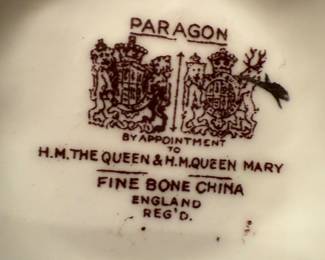 PARAGON
BY APPOINTMENT
TO
H.M. THE QUEEN & H.M. QUEEN MARY
FINE BONE CHINA
ENGLAND
REG'D.